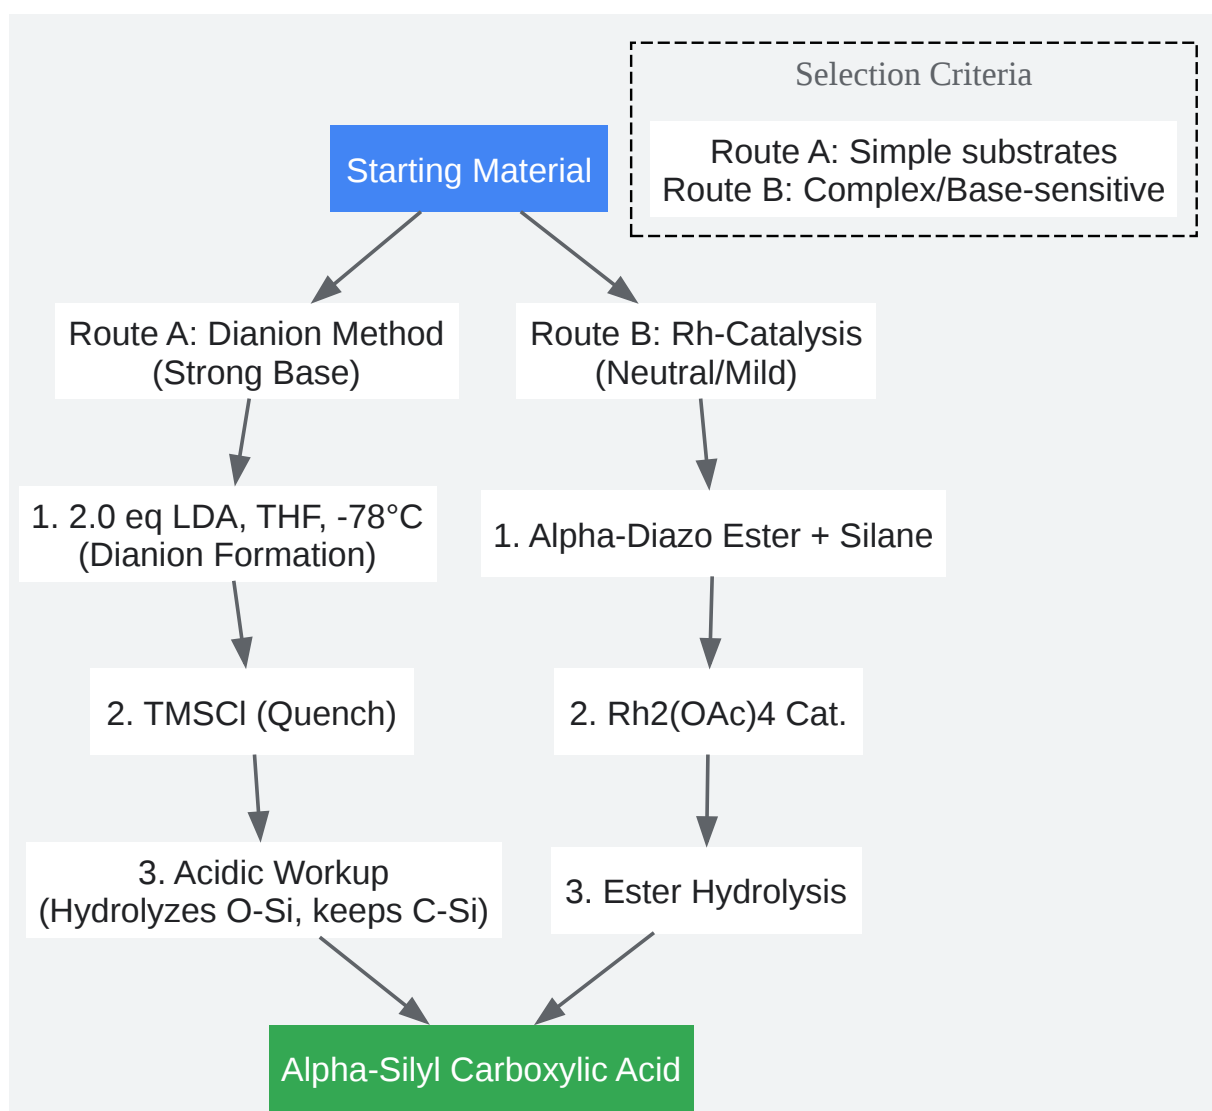 Selection Criteria
Route A: Simple substrates
Route B: Complex/Base-sensitive
Starting Material
Route A: Dianion Method
(Strong Base)
Route B: Rh-Catalysis
(Neutral/Mild)
1. 2.0 eq LDA, THF, -78°C
(Dianion Formation)
1. Alpha-Diazo Ester + Silane
2. TMSCl (Quench)
2. Rh2(OAc)4 Cat.
3. Acidic Workup
(Hydrolyzes O-Si, keeps C-Si)
3. Ester Hydrolysis
Alpha-Silyl Carboxylic Acid